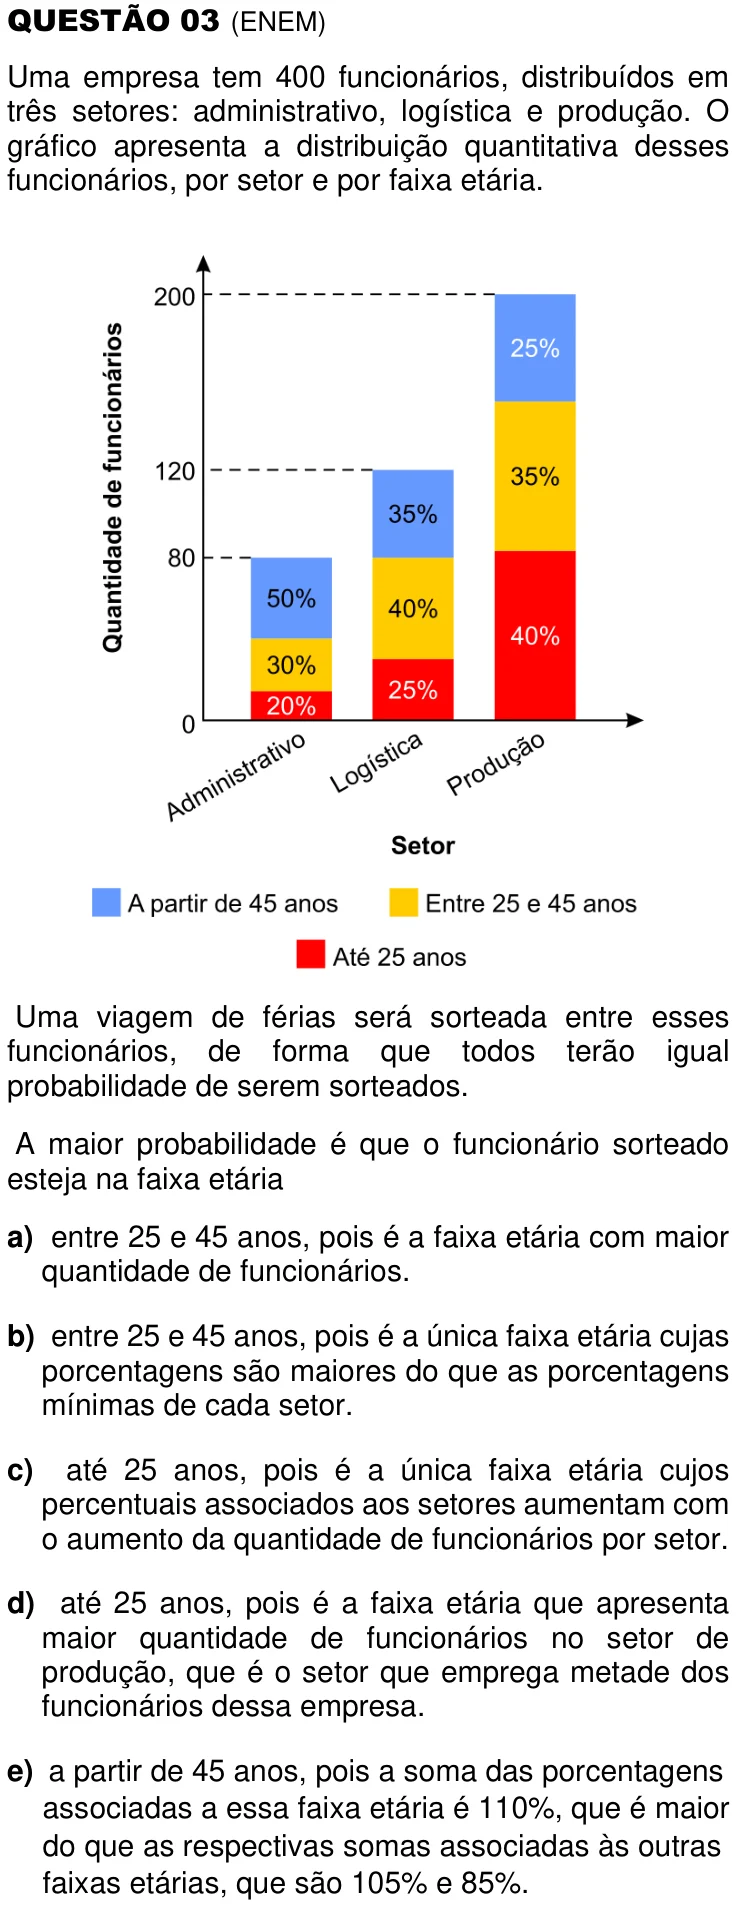 QUESTÃO 03 (ENEM)
Uma empresa tem 400 funcionários, distribuídos em
três setores: administrativo, logística e produção. O
gráfico apresenta a distribuição quantitativa desses
funcionários, por setor e por faixa etária.
Quantidade de funcionários
200
120
80
0
50%
30%
20%
35%
40%
25%
25%
35%
40%
Administrativo
Logística
Produção
Setor
A partir de 45 anos
Entre 25 e 45 anos
Até 25 anos
Uma viagem de férias será sorteada entre esses
funcionários, de forma que todos terão igual
probabilidade de serem sorteados.
A maior probabilidade é que o funcionário sorteado
esteja na faixa etária
a) entre 25 e 45 anos, pois é a faixa etária com maior
quantidade de funcionários.
b) entre 25 e 45 anos, pois é a única faixa etária cujas
porcentagens são maiores do que as porcentagens
mínimas de cada setor.
c) até 25 anos, pois é a única faixa etária cujos
percentuais associados aos setores aumentam com
o aumento da quantidade de funcionários por setor.
d) até 25 anos, pois é a faixa etária que apresenta
maior quantidade de funcionários no setor de
produção, que é o setor que emprega metade dos
funcionários dessa empresa.
e) a partir de 45 anos, pois a soma das porcentagens
associadas a essa faixa etária é 110%, que é maior
do que as respectivas somas associadas às outras
faixas etárias, que são 105% e 85%.